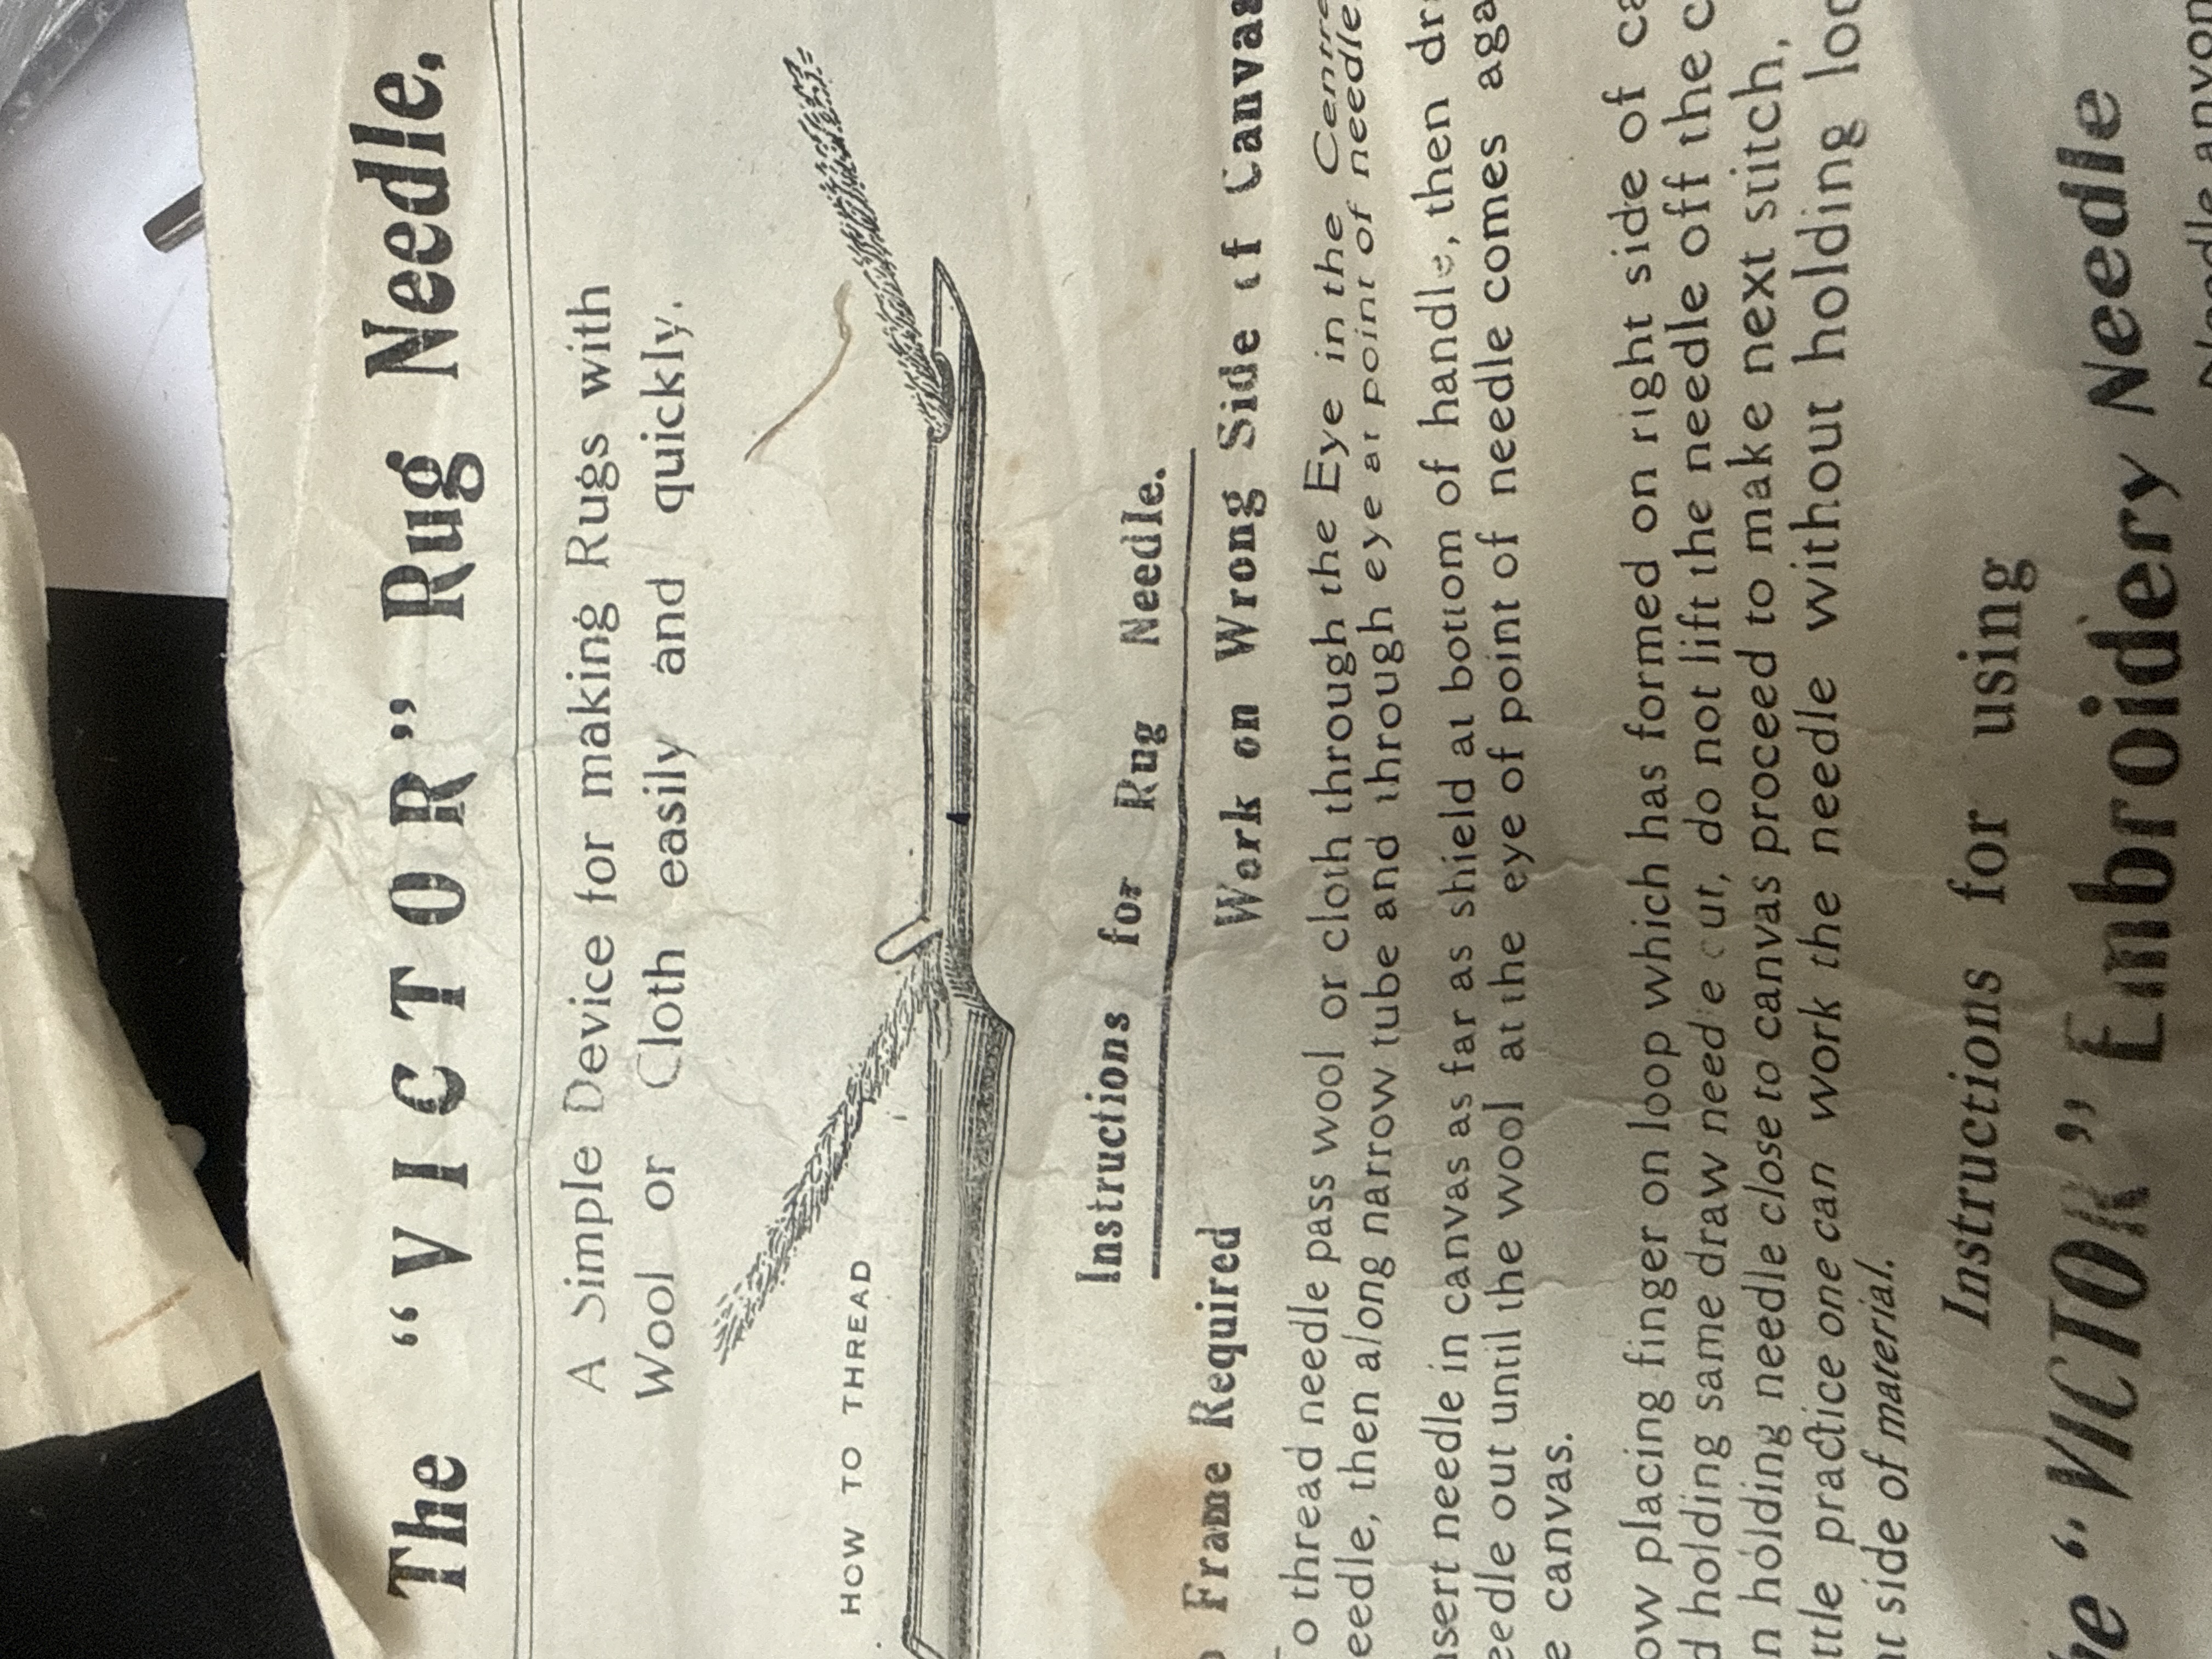 The "VICTOR" Rug Needle.
A Simple Device for making Rugs with
Wool or Cloth easily and quickly.
HOW TO THREAD
Instructions for Rug Needle.
Frame Required Work on Wrong Side of Canvas
o thread needle pass wool or cloth through the Eye in the Centre
eedle, then along narrow tube and through eye at point of needle.
nsert needle in canvas as far as shield at bottom of handle, then dr
eedle out until the wool at the eye of point of needle comes aga
e canvas.
ow placing finger on loop which has formed on right side of ca
d holding same draw needle out, do not lift the needle off the c
n holding needle close to canvas proceed to make next stitch,
ttle practice one can work the needle without holding loo
nt side of material.
Instructions for using
he "VICTOR" Embroidery Needle
Needle anyon